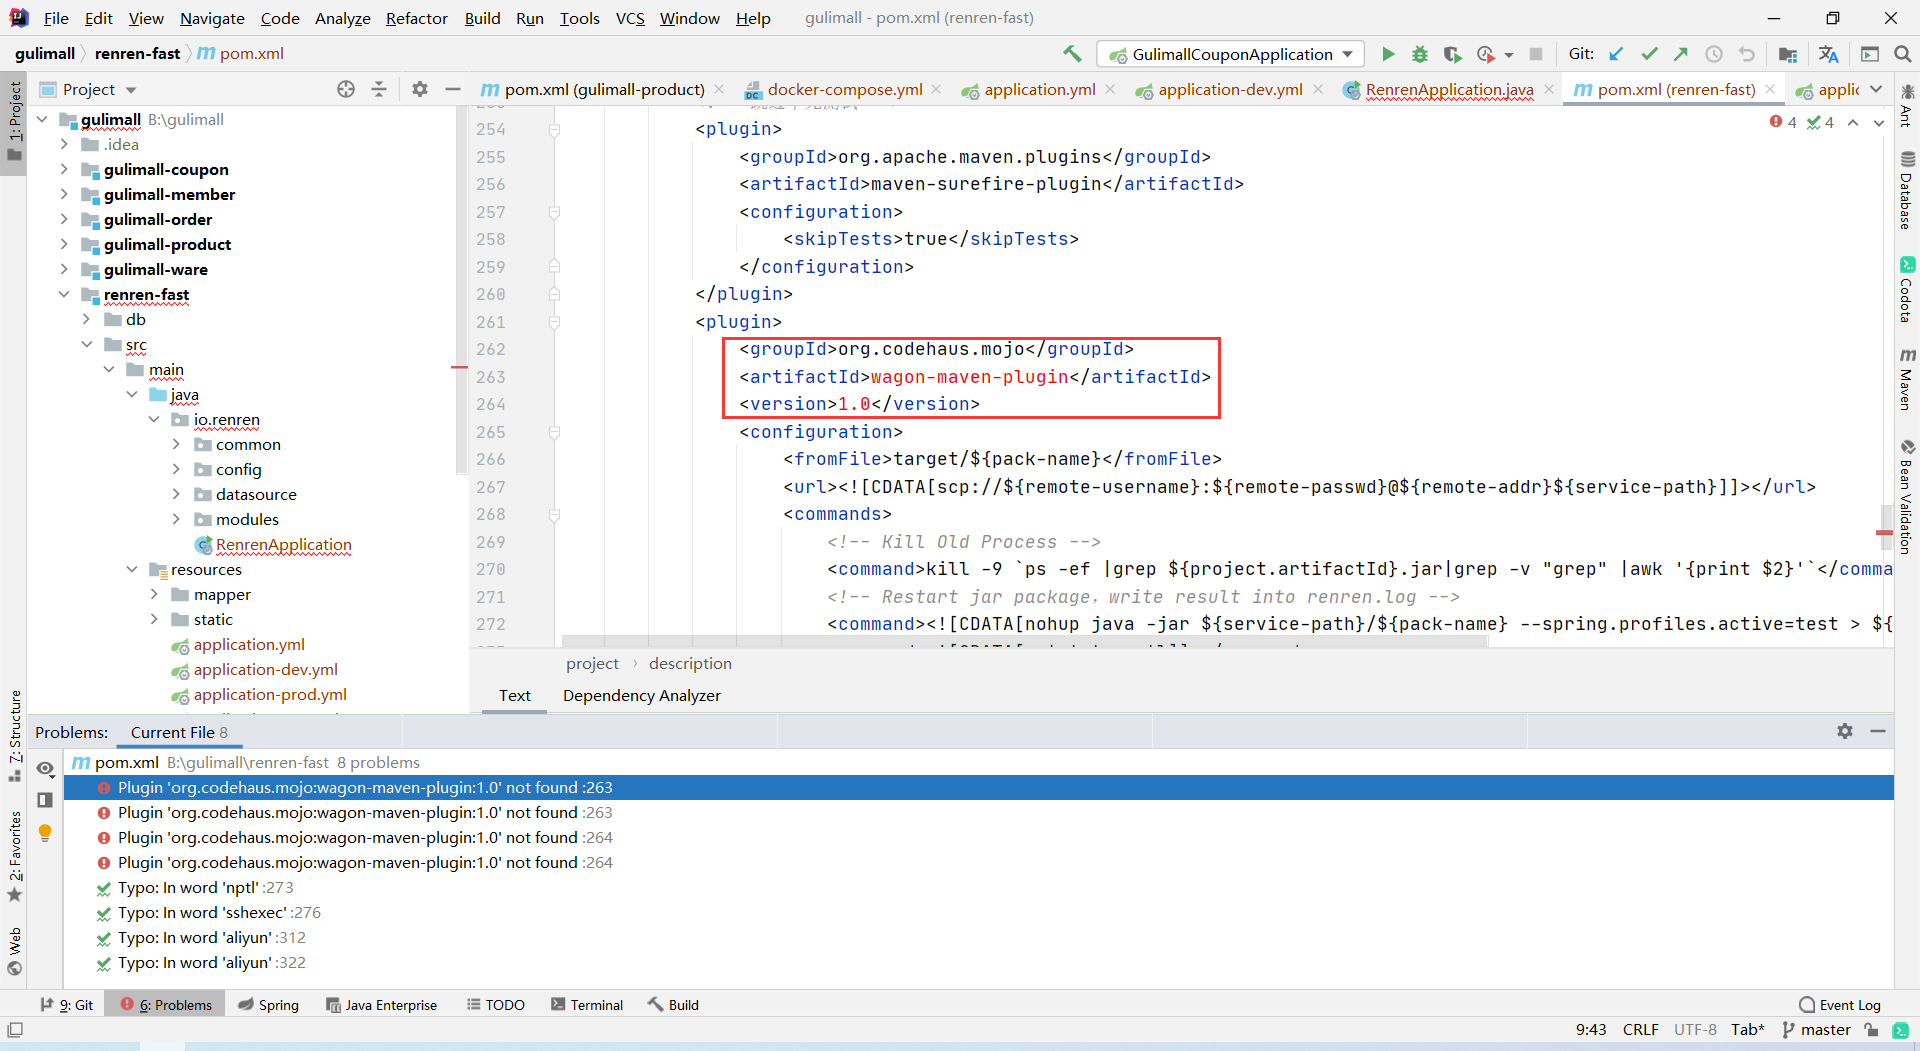 File Edit View Navigate Code Analyze Refactor Build Run Tools VCS Window Help gulimall - pom.xml (renren-fast)
gulimall renren-fast m pom.xml
GulimallCouponApplication Git:
Project
m pom.xml (gulimall-product) docker-compose.yml application.yml application-dev.yml RenrenApplication.java m pom.xml (renren-fast) applic
1: Project
7: Structure
2: Favorites
Web
gulimall B:\gulimall
.idea
gulimall-coupon
gulimall-member
gulimall-order
gulimall-product
gulimall-ware
renren-fast
db
src
main
java
io.renren
common
config
datasource
modules
RenrenApplication
resources
mapper
static
application.yml
application-dev.yml
application-prod.yml
4 4
254 <plugin>
255 <groupId>org.apache.maven.plugins</groupId>
256 <artifactId>maven-surefire-plugin</artifactId>
257 <configuration>
258 <skipTests>true</skipTests>
259 </configuration>
260 </plugin>
261 <plugin>
262 <groupId>org.codehaus.mojo</groupId>
263 <artifactId>wagon-maven-plugin</artifactId>
264 <version>1.0</version>
265 <configuration>
266 <fromFile>target/${pack-name}</fromFile>
267 <url><![CDATA[scp://${remote-username}:${remote-passwd}@${remote-addr}${service-path}]]></url>
268 <commands>
269 <!-- Kill Old Process -->
270 <command>kill -9 `ps -ef |grep ${project.artifactId}.jar|grep -v "grep" |awk '{print $2}'`</comma
271 <!-- Restart jar package，write result into renren.log -->
272 <command><![CDATA[nohup java -jar ${service-path}/${pack-name} --spring.profiles.active=test > ${
project › description
Text Dependency Analyzer
Ant
Database
Codota
m Maven
Bean Validation
Problems: Current File 8
m pom.xml B:\gulimall\renren-fast 8 problems
Plugin 'org.codehaus.mojo:wagon-maven-plugin:1.0' not found :263
Plugin 'org.codehaus.mojo:wagon-maven-plugin:1.0' not found :263
Plugin 'org.codehaus.mojo:wagon-maven-plugin:1.0' not found :264
Plugin 'org.codehaus.mojo:wagon-maven-plugin:1.0' not found :264
Typo: In word 'nptl' :273
Typo: In word 'sshexec' :276
Typo: In word 'aliyun' :312
Typo: In word 'aliyun' :322
9: Git 6: Problems Spring Java Enterprise TODO Terminal Build Event Log
9:43 CRLF UTF-8 Tab* master